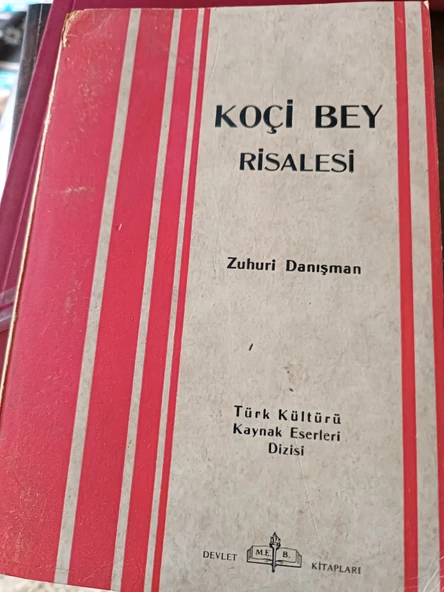 KOÇİ BEY
RİSALESİ
Zuhuri Danışman
Türk Kültürü
Kaynak Eserleri
Dizisi
DEVLET M.E. B. KİTAPLARI